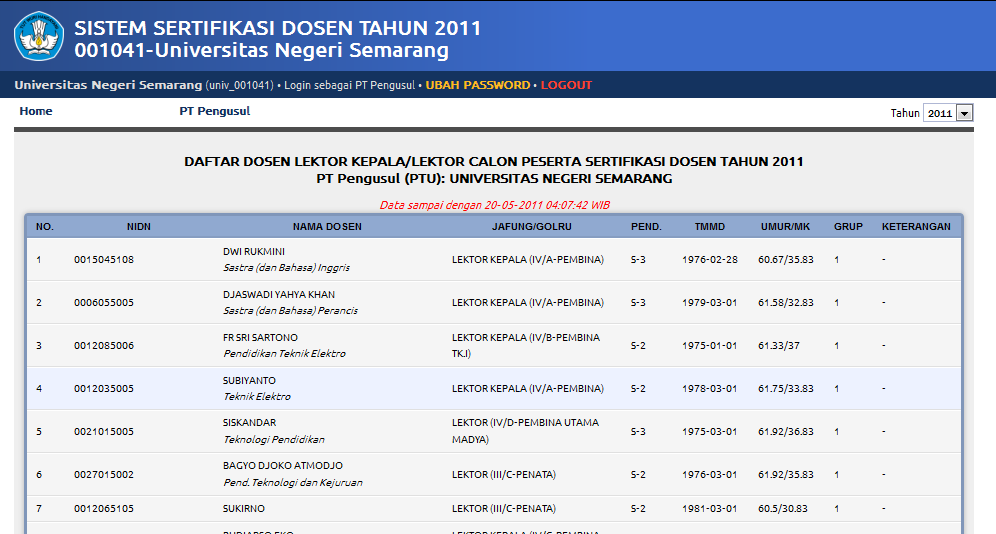 SISTEM SERTIFIKASI DOSEN TAHUN 2011
001041-Universitas Negeri Semarang
Universitas Negeri Semarang (univ_001041) • Login sebagai PT Pengusul • UBAH PASSWORD • LOGOUT
Home PT Pengusul Tahun 2011
DAFTAR DOSEN LEKTOR KEPALA/LEKTOR CALON PESERTA SERTIFIKASI DOSEN TAHUN 2011
PT Pengusul (PTU): UNIVERSITAS NEGERI SEMARANG
Data sampai dengan 20-05-2011 04:07:42 WIB
NO. NIDN NAMA DOSEN JAFUNG/GOLRU PEND. TMMD UMUR/MK GRUP KETERANGAN
1 0015045108 DWI RUKMINI LEKTOR KEPALA (IV/A-PEMBINA) S-3 1976-02-28 60.67/35.83 1 -
Sastra (dan Bahasa) Inggris
2 0006055005 DJASWADI YAHYA KHAN LEKTOR KEPALA (IV/A-PEMBINA) S-3 1979-03-01 61.58/32.83 1 -
Sastra (dan Bahasa) Perancis
3 0012085006 FR SRI SARTONO LEKTOR KEPALA (IV/B-PEMBINA S-2 1975-01-01 61.33/37 1 -
Pendidikan Teknik Elektro TK.I)
4 0012035005 SUBIYANTO LEKTOR KEPALA (IV/A-PEMBINA) S-2 1978-03-01 61.75/33.83 1 -
Teknik Elektro
5 0021015005 SISKANDAR LEKTOR (IV/D-PEMBINA UTAMA S-3 1975-03-01 61.92/36.83 1 -
Teknologi Pendidikan MADYA)
6 0027015002 BAGYO DJOKO ATMODJO LEKTOR (III/C-PENATA) S-2 1976-03-01 61.92/35.83 1 -
Pend. Teknologi dan Kejuruan
7 0012065105 SUKIRNO LEKTOR (III/C-PENATA) S-2 1981-03-01 60.5/30.83 1 -